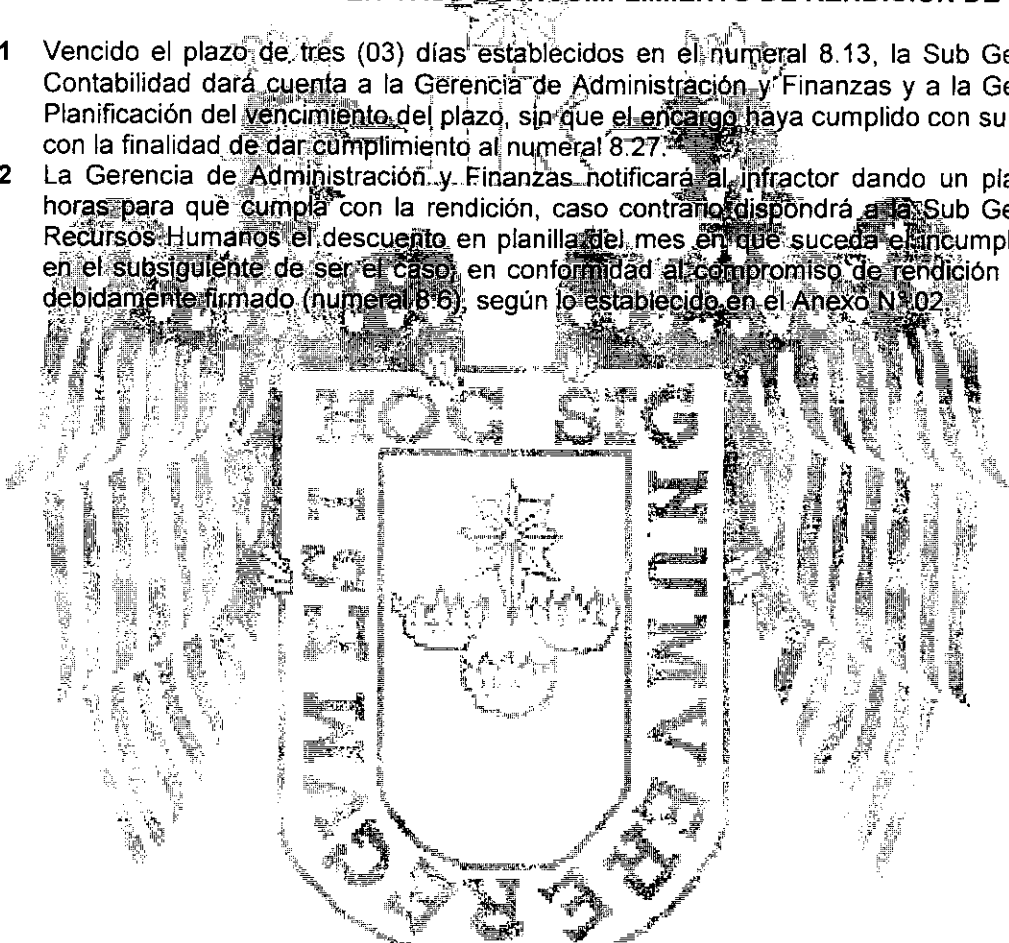 1 Vencido el plazo de tres (03) días establecidos en el numeral 8.13, la Sub Ge
Contabilidad dará cuenta a la Gerencia de Administración y Finanzas y a la Ge
Planificación del vencimiento del plazo, sin que el encargo haya cumplido con su
con la finalidad de dar cumplimiento al numeral 8.27.
2 La Gerencia de Administración y Finanzas notificará al infractor dando un pla
horas para que cumpla con la rendición, caso contrario dispondrá a la Sub Ge
Recursos Humanos el descuento en planilla del mes en que suceda el incumpl
en el subsiguiente de ser el caso, en conformidad al compromiso de rendición
debidamente firmado (numeral 8.6), según lo establecido en el Anexo Nº 02
HOC SIGNUM VERE REGUM EST